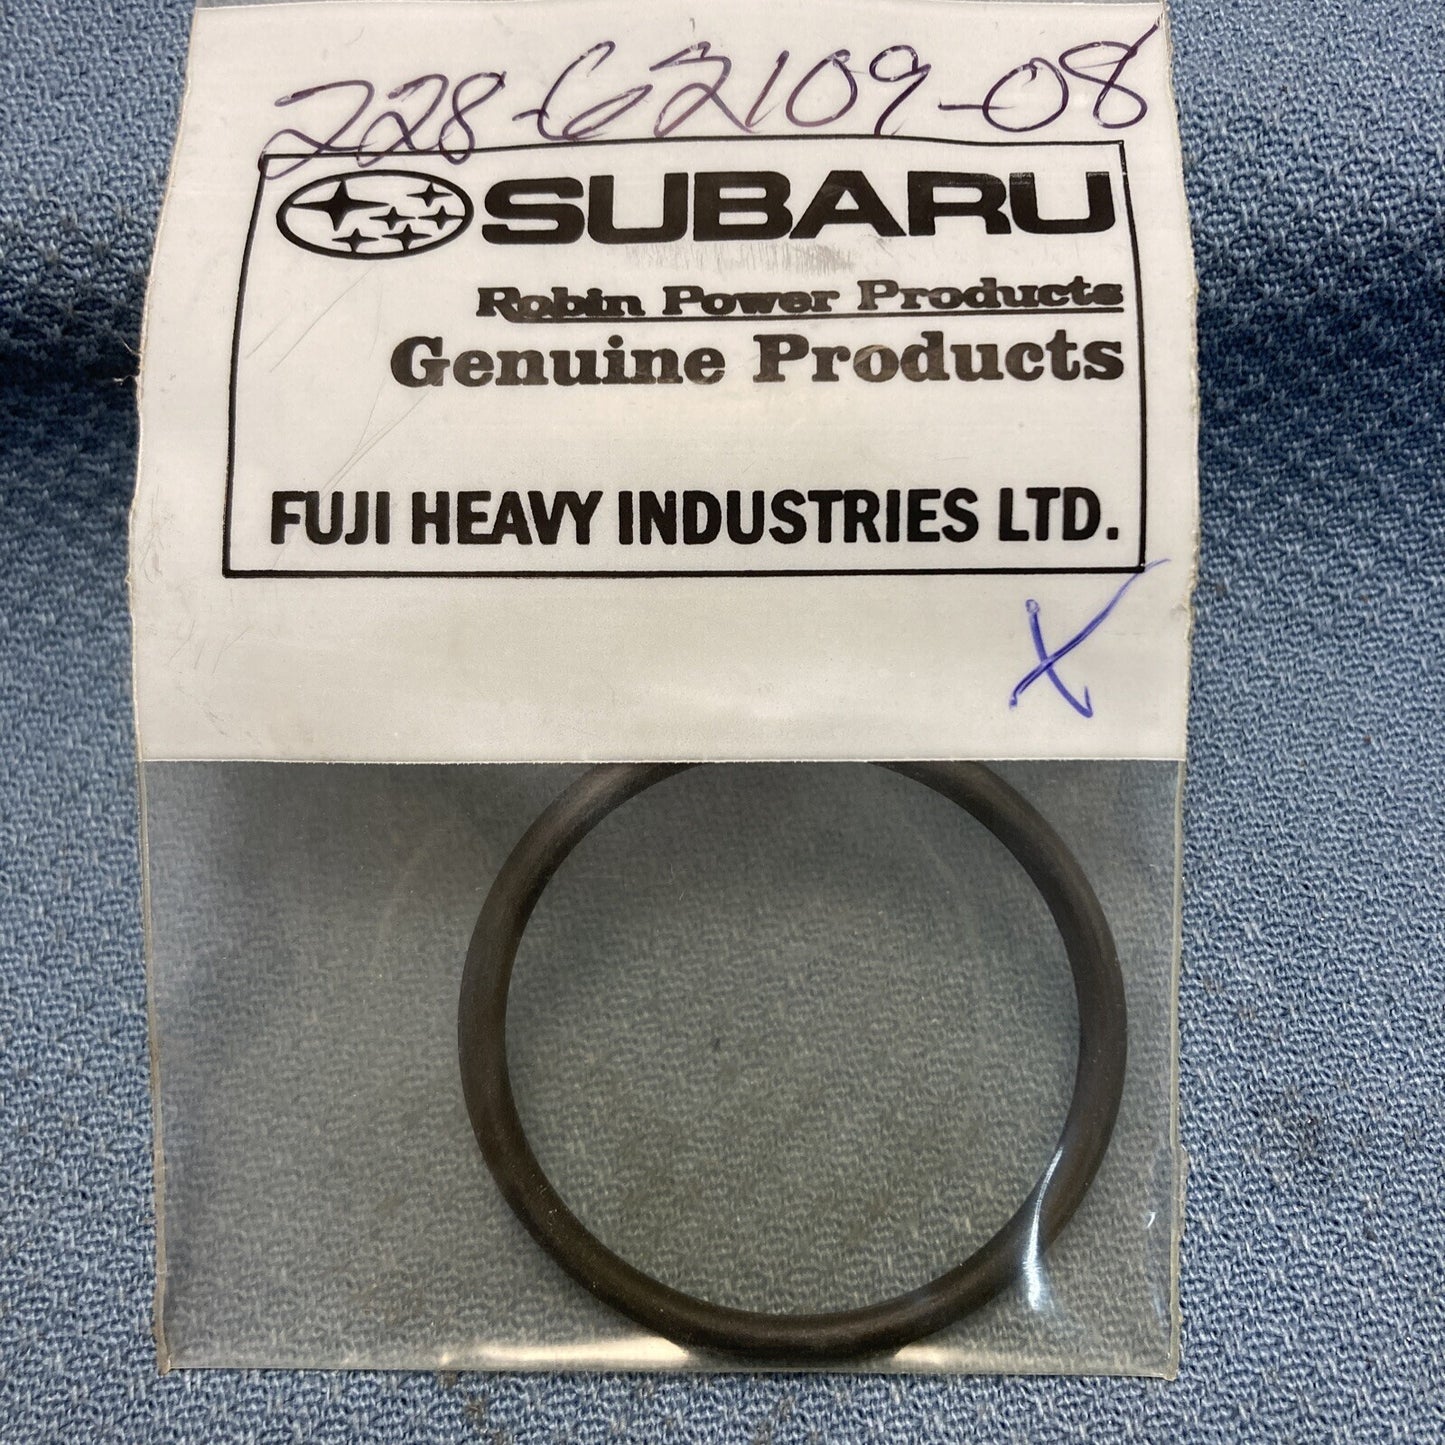 228-62109-08
SUBARU
Robin Power Products
Genuine Products
FUJI HEAVY INDUSTRIES LTD.
X